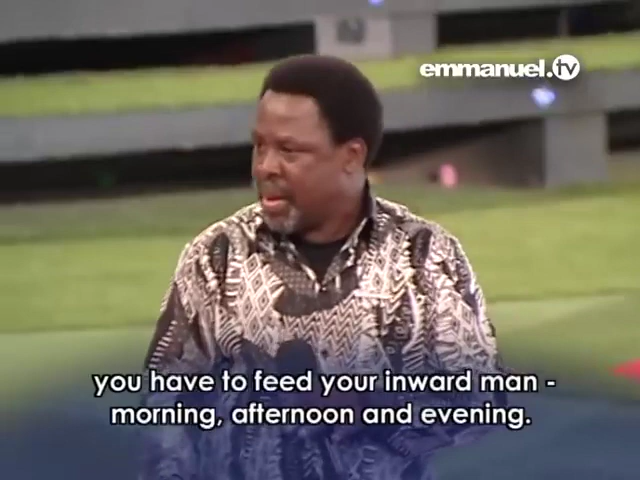 emmanuel.tv
you have to feed your inward man -
morning, afternoon and evening.